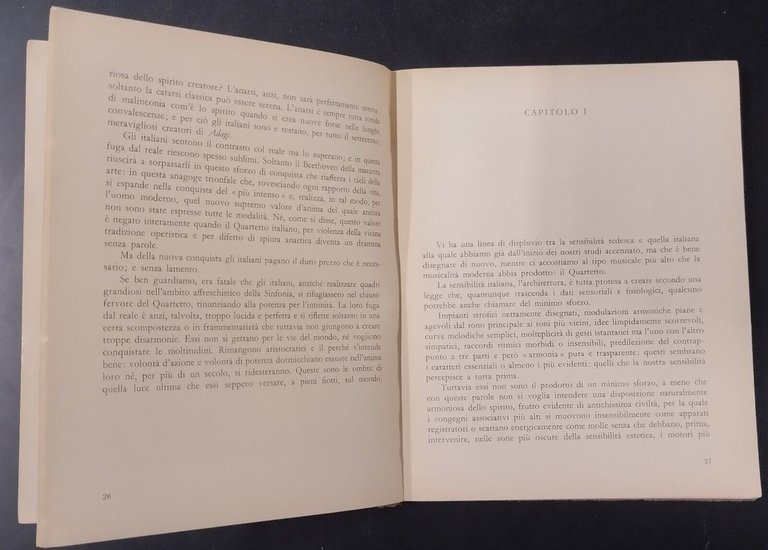 riosa dello spirito creatore? L'anarsi, anzi, non sarà perfettamente serena:
soltanto la catarsi classica può essere serena. L'anarsi è sempre tutta torida
di malinconia com'è lo spirito quando si crea nuove forse nelle lunghe
convalescenze; e per ciò gli italiani sono e restano, per tutto il settecento,
meravigliosi creatori di Adagi.
Gli italiani sentono il contrasto col reale ma lo superano; e in questa
fuga dal reale riescono spesso sublimi. Soltanto il Beethoven della maturità
riuscirà a sorpassarli in questo sforzo di conquista che riaffetra i cieli della
arte: in questa anagoge trionfale che, rovesciando ogni rapporto della vita,
si espande nella conquista del « più intenso » e, realizza, in tal modo, per
l'uomo moderno, quel nuovo supremo valore d'anima del quale ancora
non sono state espresse tutte le modalità. Né, come si disse, questo valore
è negato interamente quando il Quartetto italiano, per violenza della vicina
tradizione operistica e per difetto di spinta anartica diventa un dramma
senza parole.
Ma della nuova conquista gli italiani pagano il duro prezzo che è neces-
sario; e senza lamento.
Se ben guardiamo, era fatale che gli italiani, anziché realizzare quadri
grandiosi nell'ambito affreschistico della Sinfonia, si rifugiassero nel chiuso
fervore del Quartetto, rinunziando alla potenza per l'intimità. La loro fuga
dal reale è anzi, talvolta, troppo lucida e perfetta e si riflette soltanto in una
certa scompostezza o in frammentarietà che tuttavia non giungono a creare
troppe disarmonie. Essi non si gettano per le vie del mondo, né vogliono
conquistare le moltitudini. Rimangono aristocratici e il perché s'intende
bene: volontà d'azione e volontà di potenza dormicchiano esauste nell'anima
loro né, per più di un secolo, si ridesteranno. Queste sono le ombre di
quella luce ultima che essi seppero versare, a pieni fiotti, sul mondo.
26
CAPITOLO I
Vi ha una linea di displuvio tra la sensibilità tedesca e quella italiana
alla quale abbiamo già dall'inizio dei nostri studi accennato, ma che è bene
disegnare di nuovo, mentre ci accostiamo al tipo musicale più alto che la
musicalità moderna abbia prodotto: il Quartetto.
La sensibilità italiana, l'architettura, è tutta protesa a creare secondo una
legge che, quantunque trascenda i dati sensoriali e fisiologici, qualcuno
potrebbe anche chiamare del minimo sforzo.
Impianti strofici nettamente disegnati, modulazioni armoniche piane e
agevoli dal tono principale ai toni più vicini, idee limpidamente scorrevoli,
curve melodiche semplici, molteplicità di gesti istantanei ma l'uno con l'altro
simpatici, raccordi ritmici morbidi o insensibili, predilezione del contrap-
punto a tre parti e però « armonia » pura e trasparente: questi sembrano
i caratteri essenziali o almeno i più evidenti: quelli che la nostra sensibilità
percepisce a tutta prima.
Tuttavia essi non sono il prodotto di un minimo sforzo, a meno che
con queste parole non si voglia intendere una disposizione naturalmente
armoniosa dello spirito, frutto evidente di antichissima civiltà, per la quale
i congegni associativi più alti si muovono insensibilmente come apparati
registratori o scattano energicamente come molle senza che debbano, prima,
intervenire, nelle zone più oscure della sensibilità estetica, i motori più
27